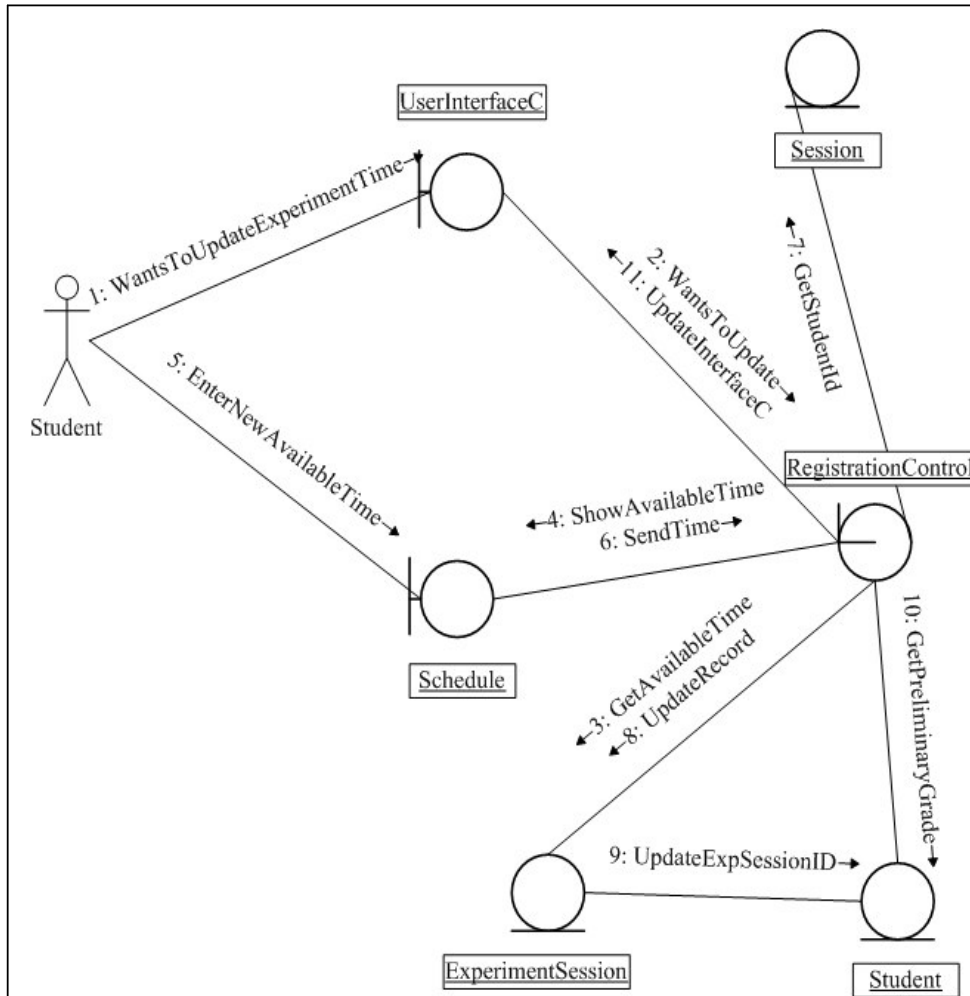 UserInterfaceC
Session
1: WantsToUpdateExperimentTime
2: WantsToUpdate
11: UpdateInterfaceC
7: GetStudentId
Student
5: EnterNewAvailableTime
RegistrationControl
4: ShowAvailableTime
6: SendTime
Schedule
3: GetAvailableTime
8: UpdateRecord
10: GetPreliminaryGrade
9: UpdateExpSessionID
ExperimentSession
Student